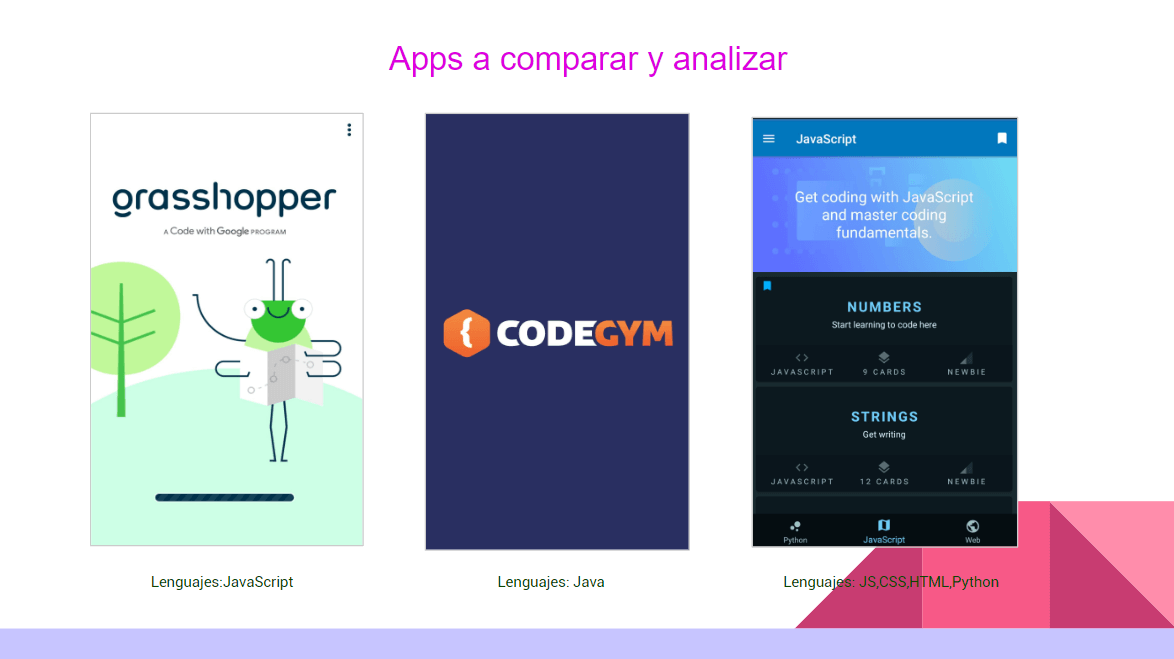 Apps a comparar y analizar
grasshopper
A Code with Google PROGRAM
CODEGYM
JavaScript
Get coding with JavaScript
and master coding
fundamentals.
NUMBERS
Start learning to code here
JAVASCRIPT 9 CARDS NEWBIE
STRINGS
Get writing
JAVASCRIPT 12 CARDS NEWBIE
Python JavaScript Web
Lenguajes:JavaScript
Lenguajes: Java
Lenguajes: JS,CSS,HTML,Python